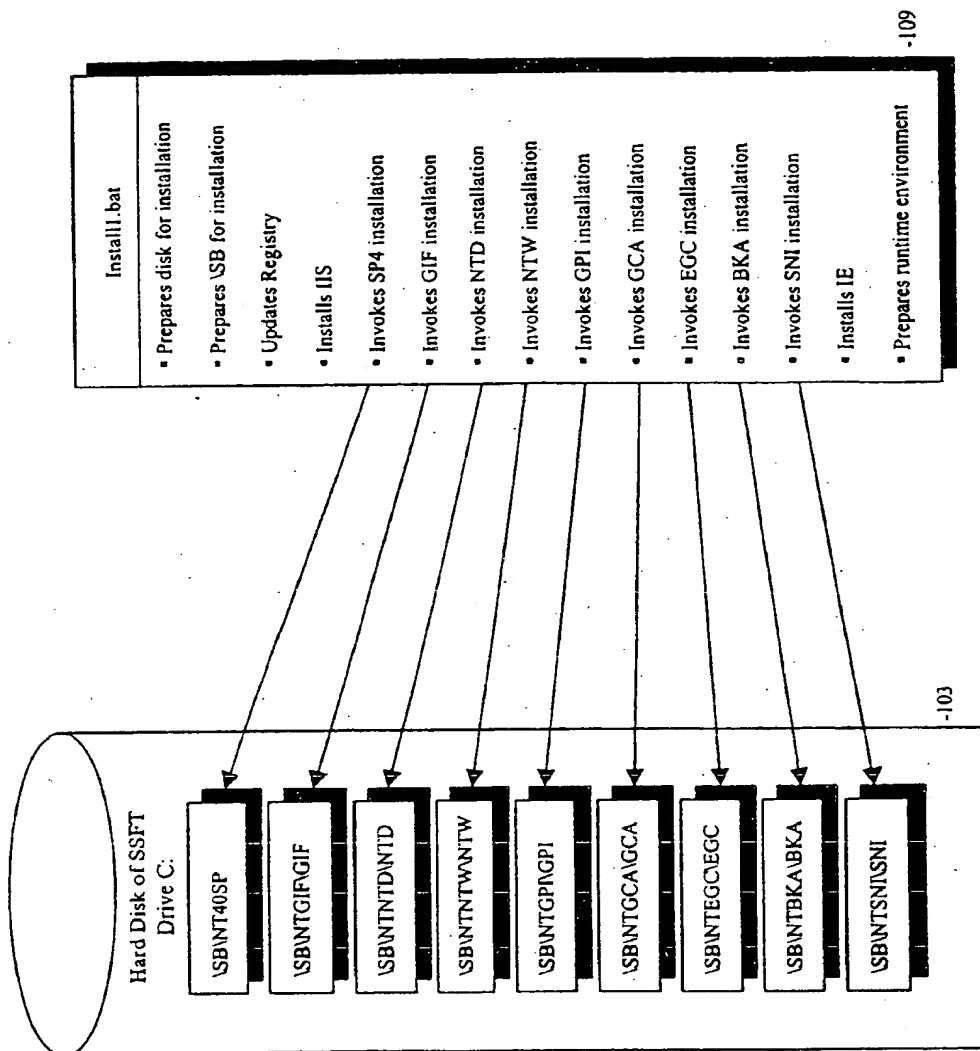 Hard Disk of SSFT
Drive C:
\SB\NT40SP
\SB\NTGIF\GIF
\SB\NTNTD\NTD
\SB\NTNTW\NTW
\SB\NTGPI\GPI
\SB\NTGCA\GCA
\SB\NTEGC\EGC
\SB\NTBKA\BKA
\SB\NTSNI\SNI
-103
Install1.bat
▪ Prepares disk for installation
▪ Prepares \SB for installation
▪ Updates Registry
▪ Installs IIS
▪ Invokes SP4 installation
▪ Invokes GIF installation
▪ Invokes NTD installation
▪ Invokes NTW installation
▪ Invokes GPI installation
▪ Invokes GCA installation
▪ Invokes EGC installation
▪ Invokes BKA installation
▪ Invokes SNI installation
▪ Installs IE
▪ Prepares runtime environment
-109